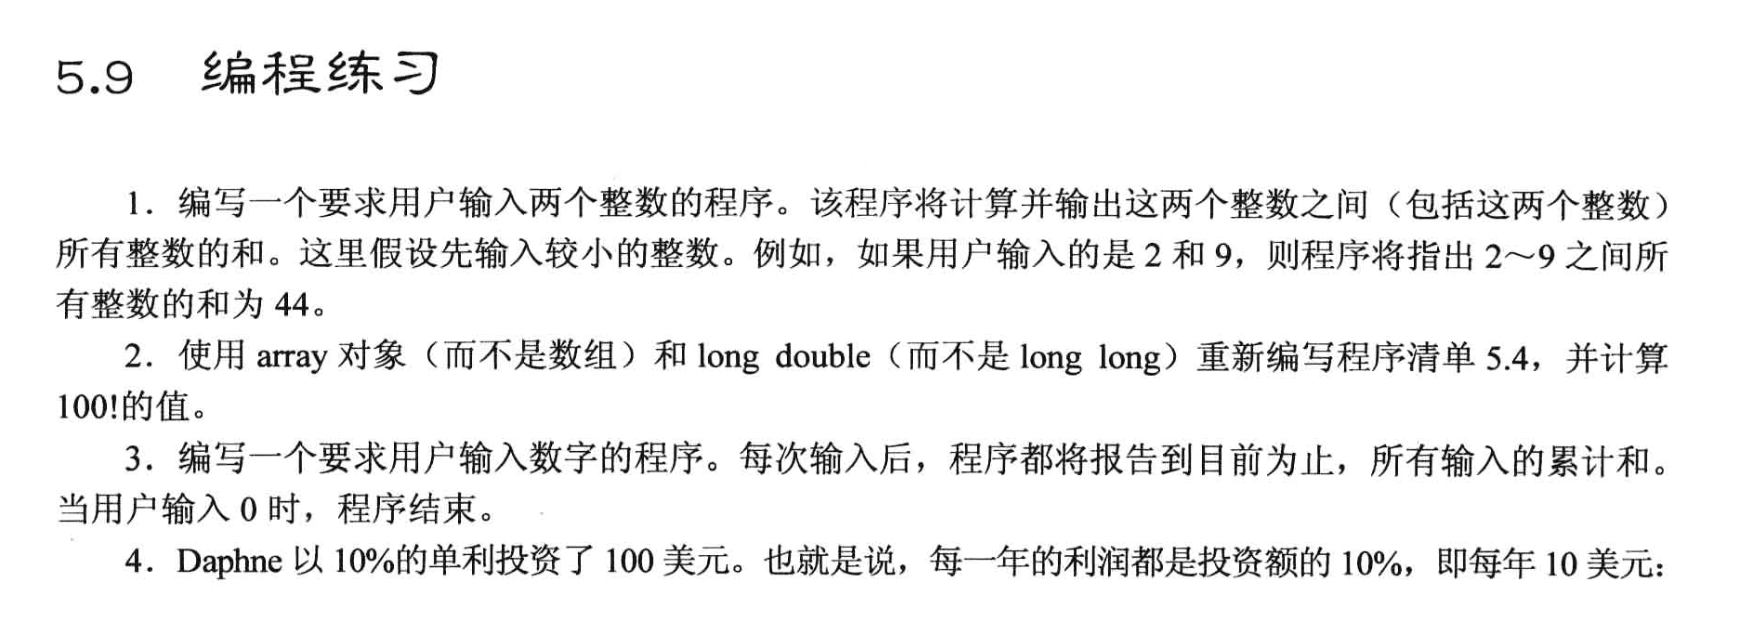 5.9 编程练习
1．编写一个要求用户输入两个整数的程序。该程序将计算并输出这两个整数之间（包括这两个整数）
所有整数的和。这里假设先输入较小的整数。例如，如果用户输入的是 2 和 9，则程序将指出 2～9 之间所
有整数的和为 44。
2．使用 array 对象（而不是数组）和 long double（而不是 long long）重新编写程序清单 5.4，并计算
100!的值。
3．编写一个要求用户输入数字的程序。每次输入后，程序都将报告到目前为止，所有输入的累计和。
当用户输入 0 时，程序结束。
4．Daphne 以 10%的单利投资了 100 美元。也就是说，每一年的利润都是投资额的 10%，即每年 10 美元：